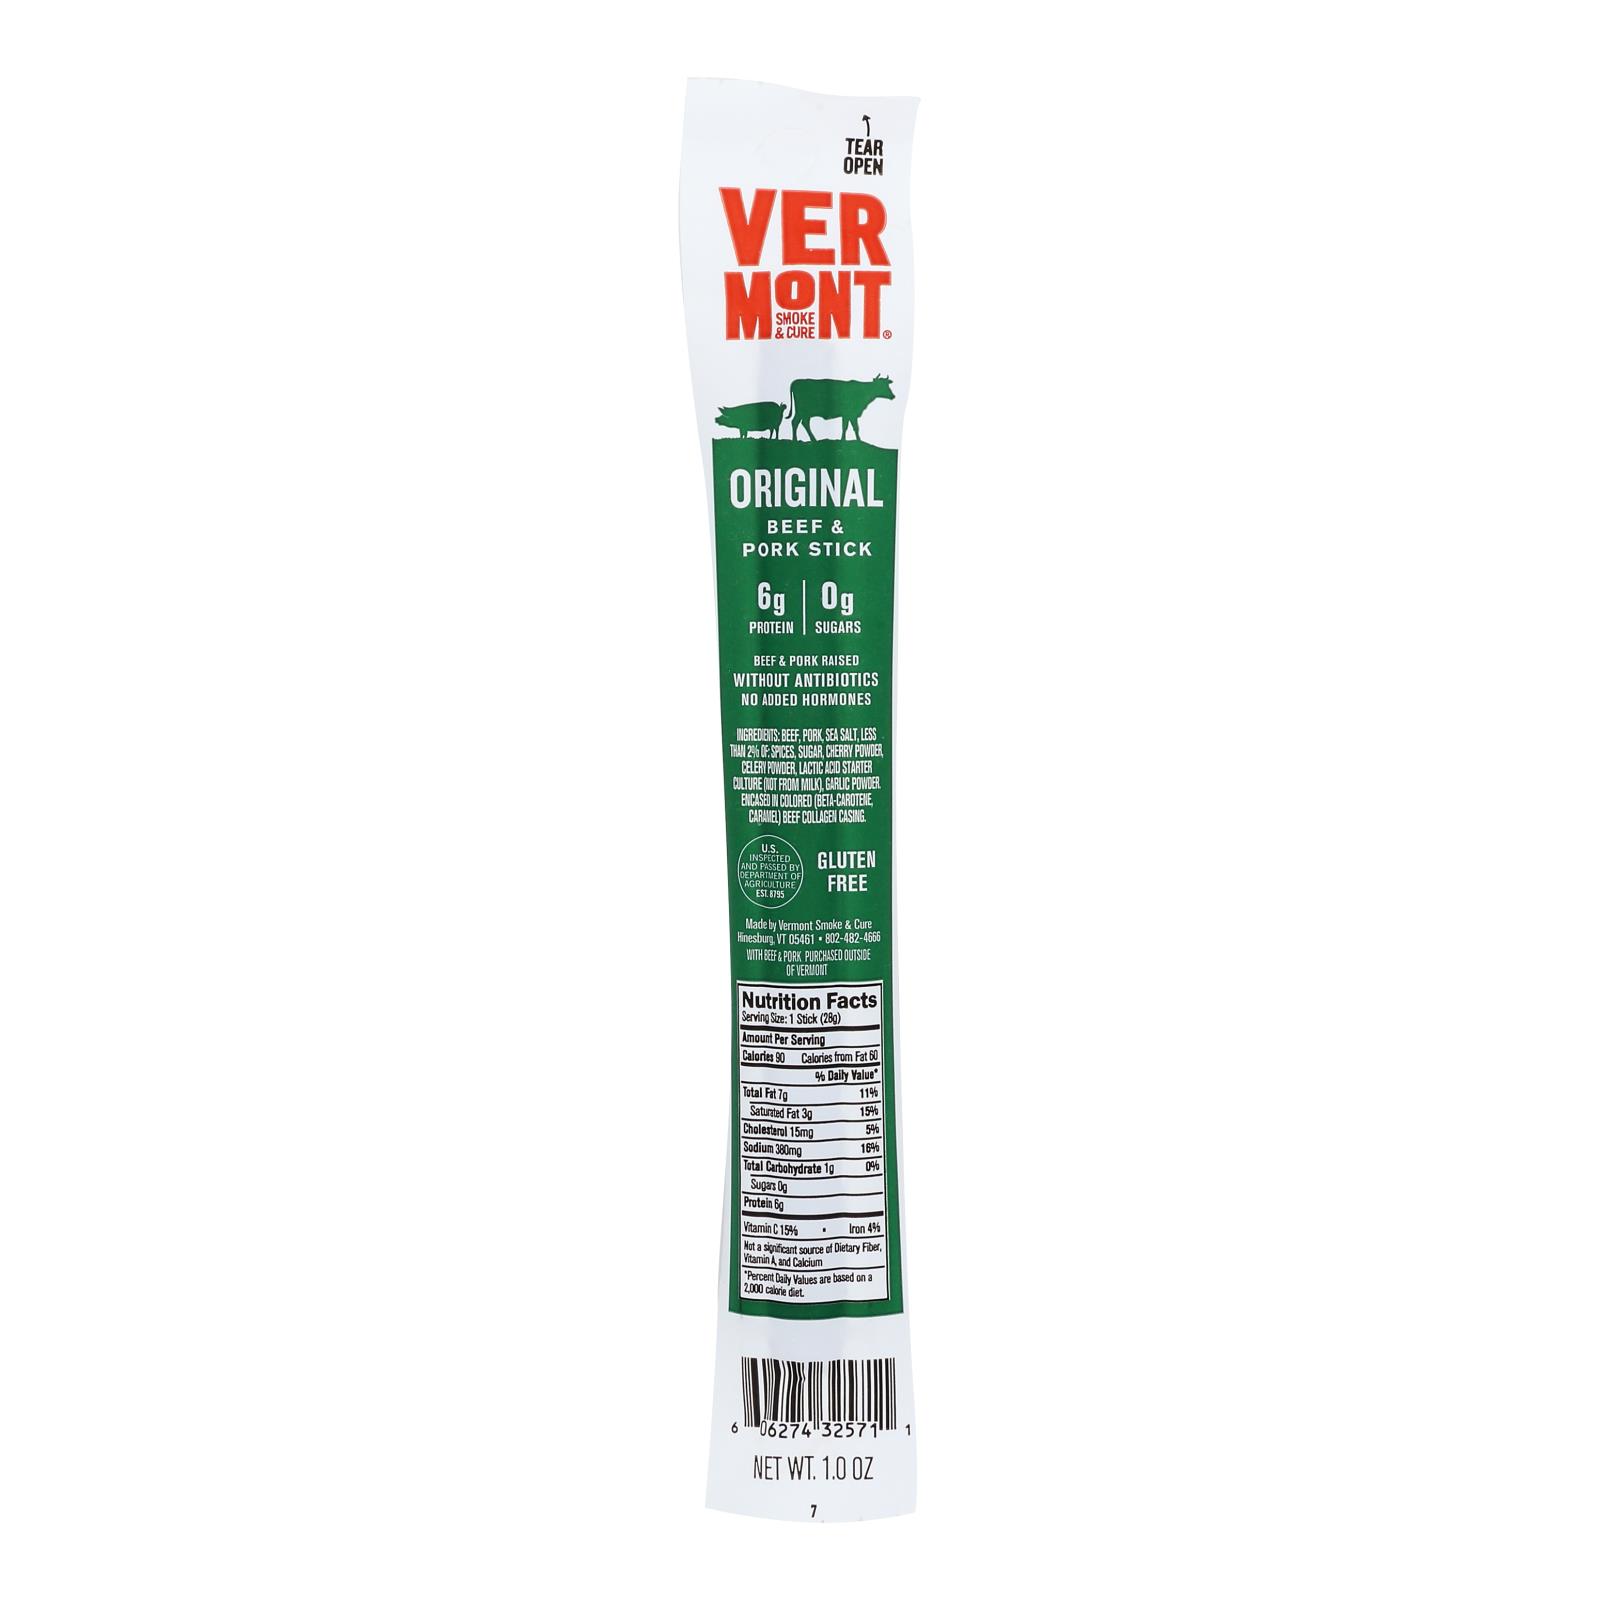 TEAR
OPEN
VER
MONT®
SMOKE
& CURE
ORIGINAL
BEEF &
PORK STICK
6g 0g
PROTEIN SUGARS
BEEF & PORK RAISED
WITHOUT ANTIBIOTICS
NO ADDED HORMONES
INGREDIENTS: BEEF, PORK, SEA SALT, LESS
THAN 2% OF: SPICES, SUGAR, CHERRY POWDER,
CELERY POWDER, LACTIC ACID STARTER
CULTURE (NOT FROM MILK), GARLIC POWDER.
ENCASED IN COLORED (BETA-CAROTENE,
CARAMEL) BEEF COLLAGEN CASING.
U.S.
INSPECTED
AND PASSED BY
DEPARTMENT OF
AGRICULTURE
EST. 8795
GLUTEN
FREE
Made by Vermont Smoke & Cure
Hinesburg, VT 05461 • 802-482-4666
WITH BEEF & PORK PURCHASED OUTSIDE
OF VERMONT
Nutrition Facts
Serving Size: 1 Stick (28g)
Amount Per Serving
Calories 90 Calories from Fat 60
% Daily Value*
Total Fat 7g 11%
Saturated Fat 3g 15%
Cholesterol 15mg 5%
Sodium 380mg 16%
Total Carbohydrate 1g 0%
Sugars 0g
Protein 6g
Vitamin C 15% • Iron 4%
Not a significant source of Dietary Fiber,
Vitamin A, and Calcium
*Percent Daily Values are based on a
2,000 calorie diet.
6 06274 32571 1
NET WT. 1.0 OZ
7